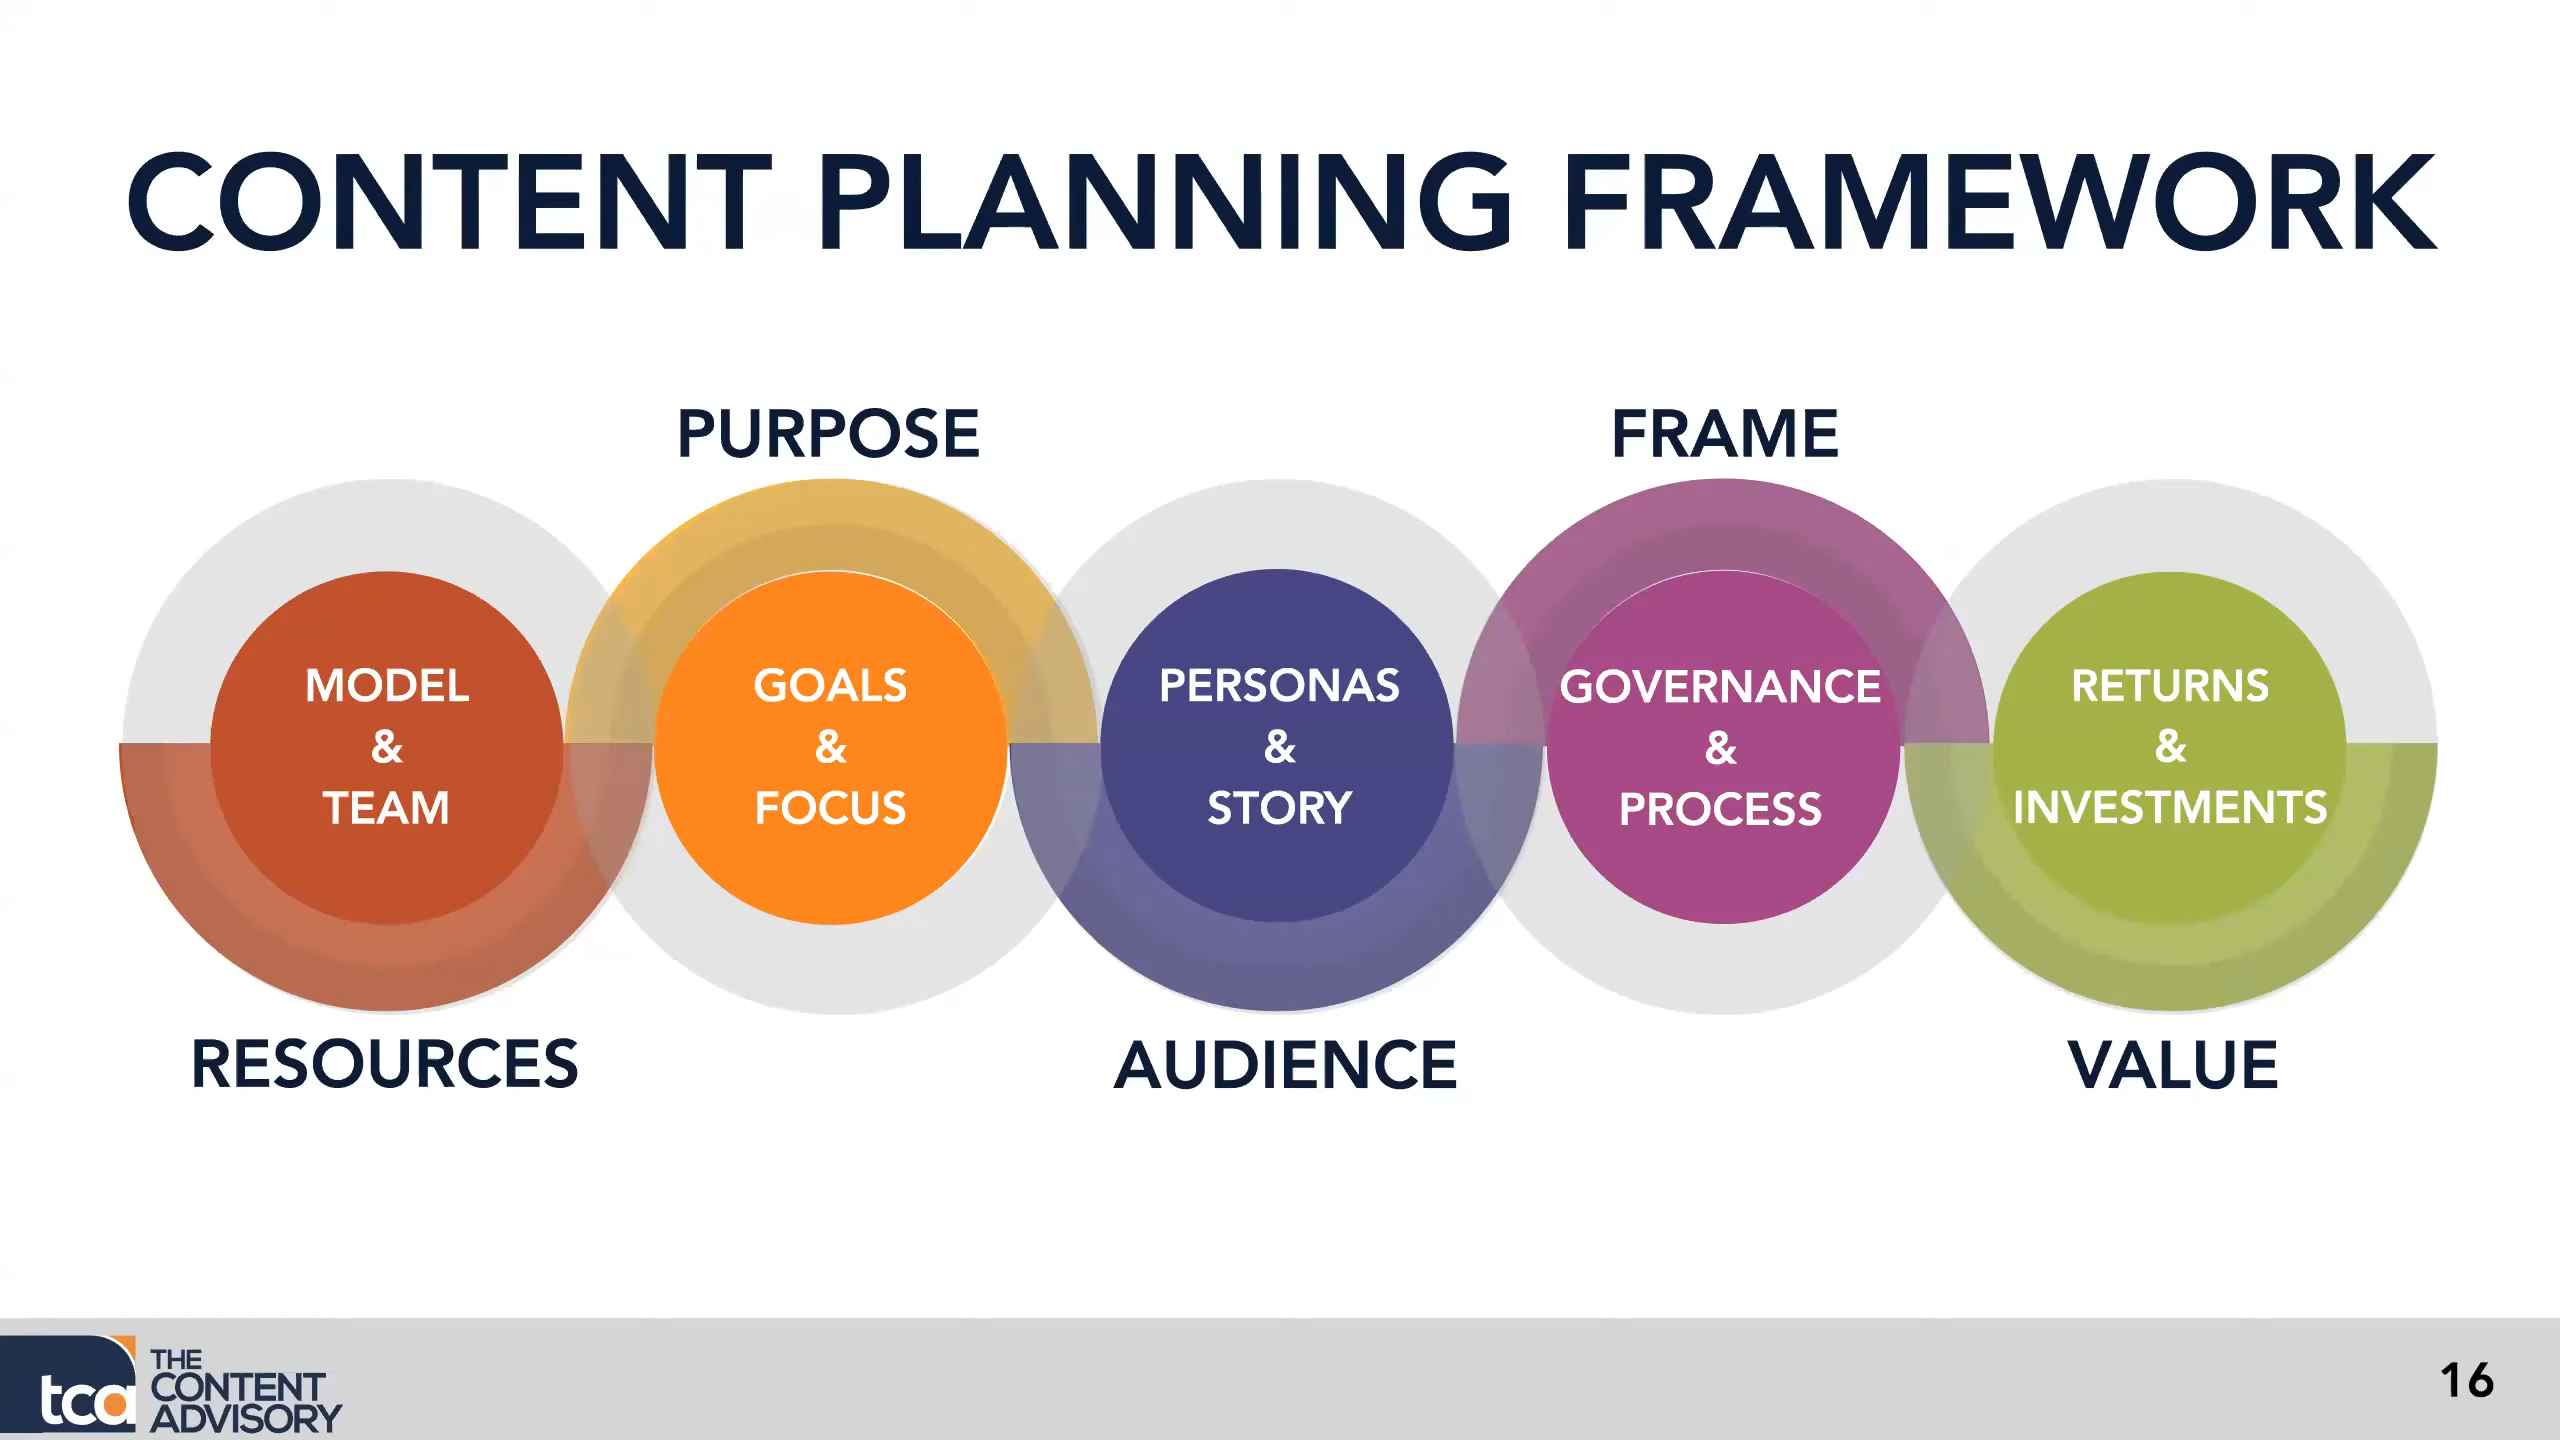 CONTENT PLANNING FRAMEWORK
PURPOSE
FRAME
MODEL
&
TEAM
GOALS
&
FOCUS
PERSONAS
&
STORY
GOVERNANCE
&
PROCESS
RETURNS
&
INVESTMENTS
RESOURCES
AUDIENCE
VALUE
tca
THE
CONTENT
ADVISORY
16